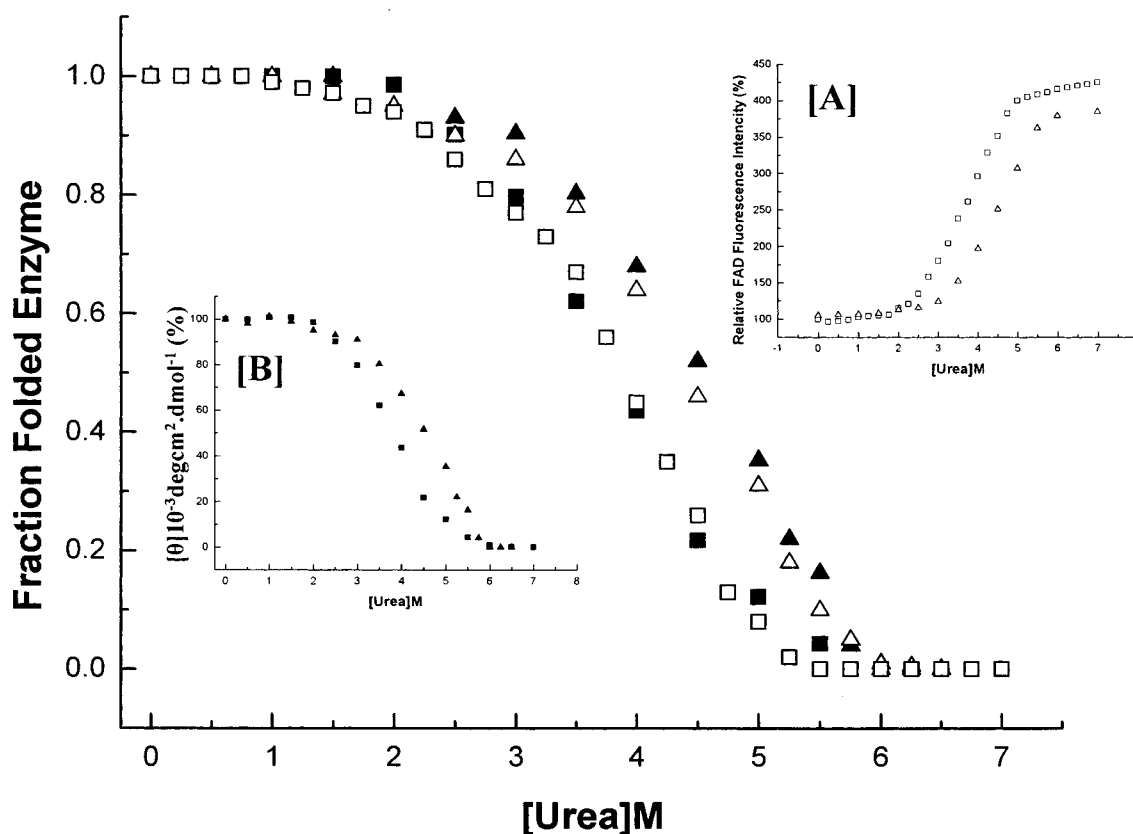 Fraction Folded Enzyme
1.0
0.8
0.6
0.4
0.2
0.0
0 1 2 3 4 5 6 7
[Urea]M
[A]
Relative FAD Fluorescence Intencity (%)
450
400
350
300
250
200
150
100
-1 0 1 2 3 4 5 6 7
[Urea]M
[B]
[θ]10⁻³degcm².dmol⁻¹ (%)
100
80
60
40
20
0
0 1 2 3 4 5 6 7 8
[Urea]M